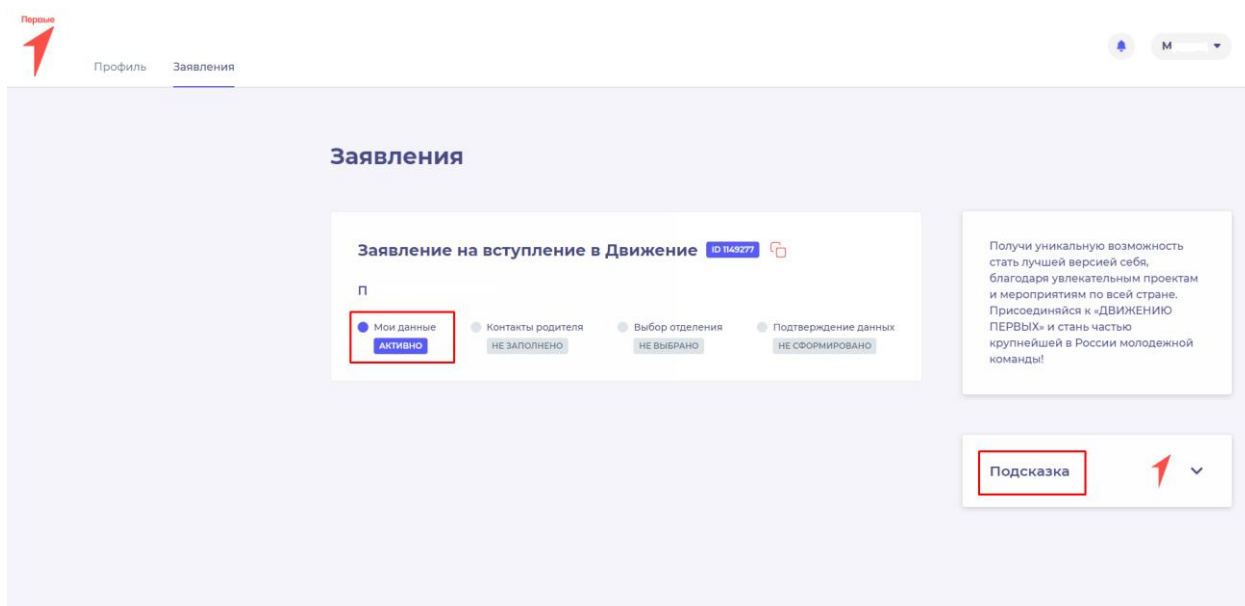 Первые
Профиль Заявления
М
Заявления
Заявление на вступление в Движение ID 1149277
П
Мои данные
АКТИВНО
Контакты родителя
НЕ ЗАПОЛНЕНО
Выбор отделения
НЕ ВЫБРАНО
Подтверждение данных
НЕ СФОРМИРОВАНО
Получи уникальную возможность
стать лучшей версией себя,
благодаря увлекательным проектам
и мероприятиям по всей стране.
Присоединяйся к «ДВИЖЕНИЮ
ПЕРВЫХ» и стань частью
крупнейшей в России молодежной
команды!
Подсказка